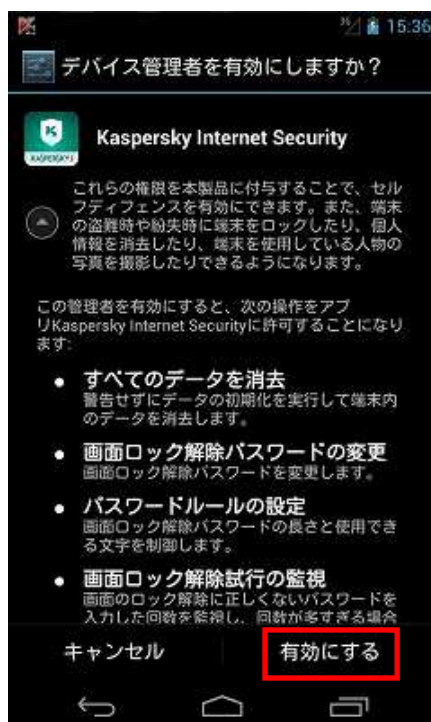 15:36
デバイス管理者を有効にしますか？
Kaspersky Internet Security
これらの権限を本製品に付与することで、セル
フディフェンスを有効にできます。また、端末
の盗難時や紛失時に端末をロックしたり、個人
情報を消去したり、端末を使用している人物の
写真を撮影したりできるようになります。
この管理者を有効にすると、次の操作をアプ
リKaspersky Internet Securityに許可することになり
ます:
• すべてのデータを消去
警告せずにデータの初期化を実行して端末内
のデータを消去します。
• 画面ロック解除パスワードの変更
画面ロック解除パスワードを変更します。
• パスワードルールの設定
画面ロック解除パスワードの長さと使用でき
る文字を制御します。
• 画面ロック解除試行の監視
画面のロック解除に正しくないパスワードを
入力した回数を監視し、回数が多すぎる場合
キャンセル
有効にする